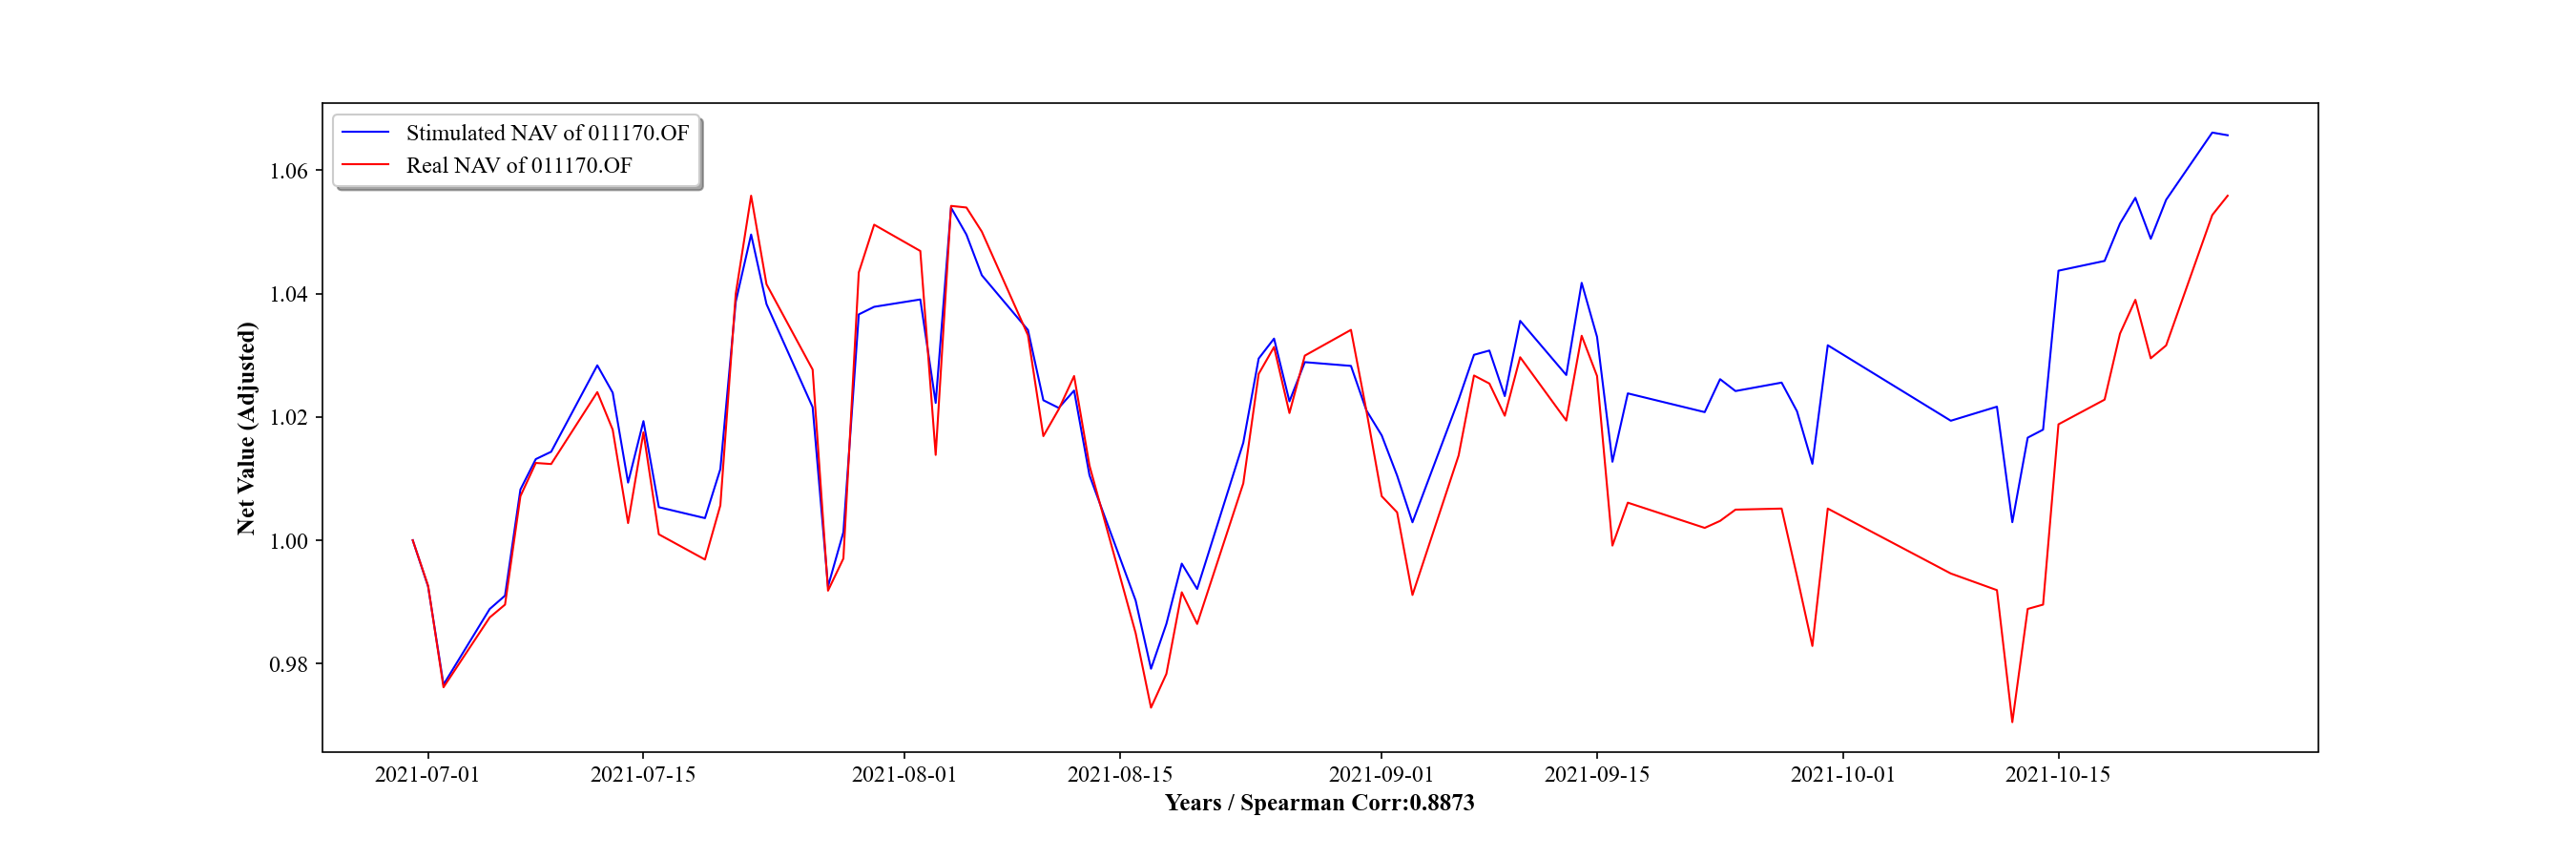 Stimulated NAV of 011170.OF
Real NAV of 011170.OF
Net Value (Adjusted)
1.06
1.04
1.02
1.00
0.98
2021-07-01 2021-07-15 2021-08-01 2021-08-15 2021-09-01 2021-09-15 2021-10-01 2021-10-15
Years / Spearman Corr:0.8873